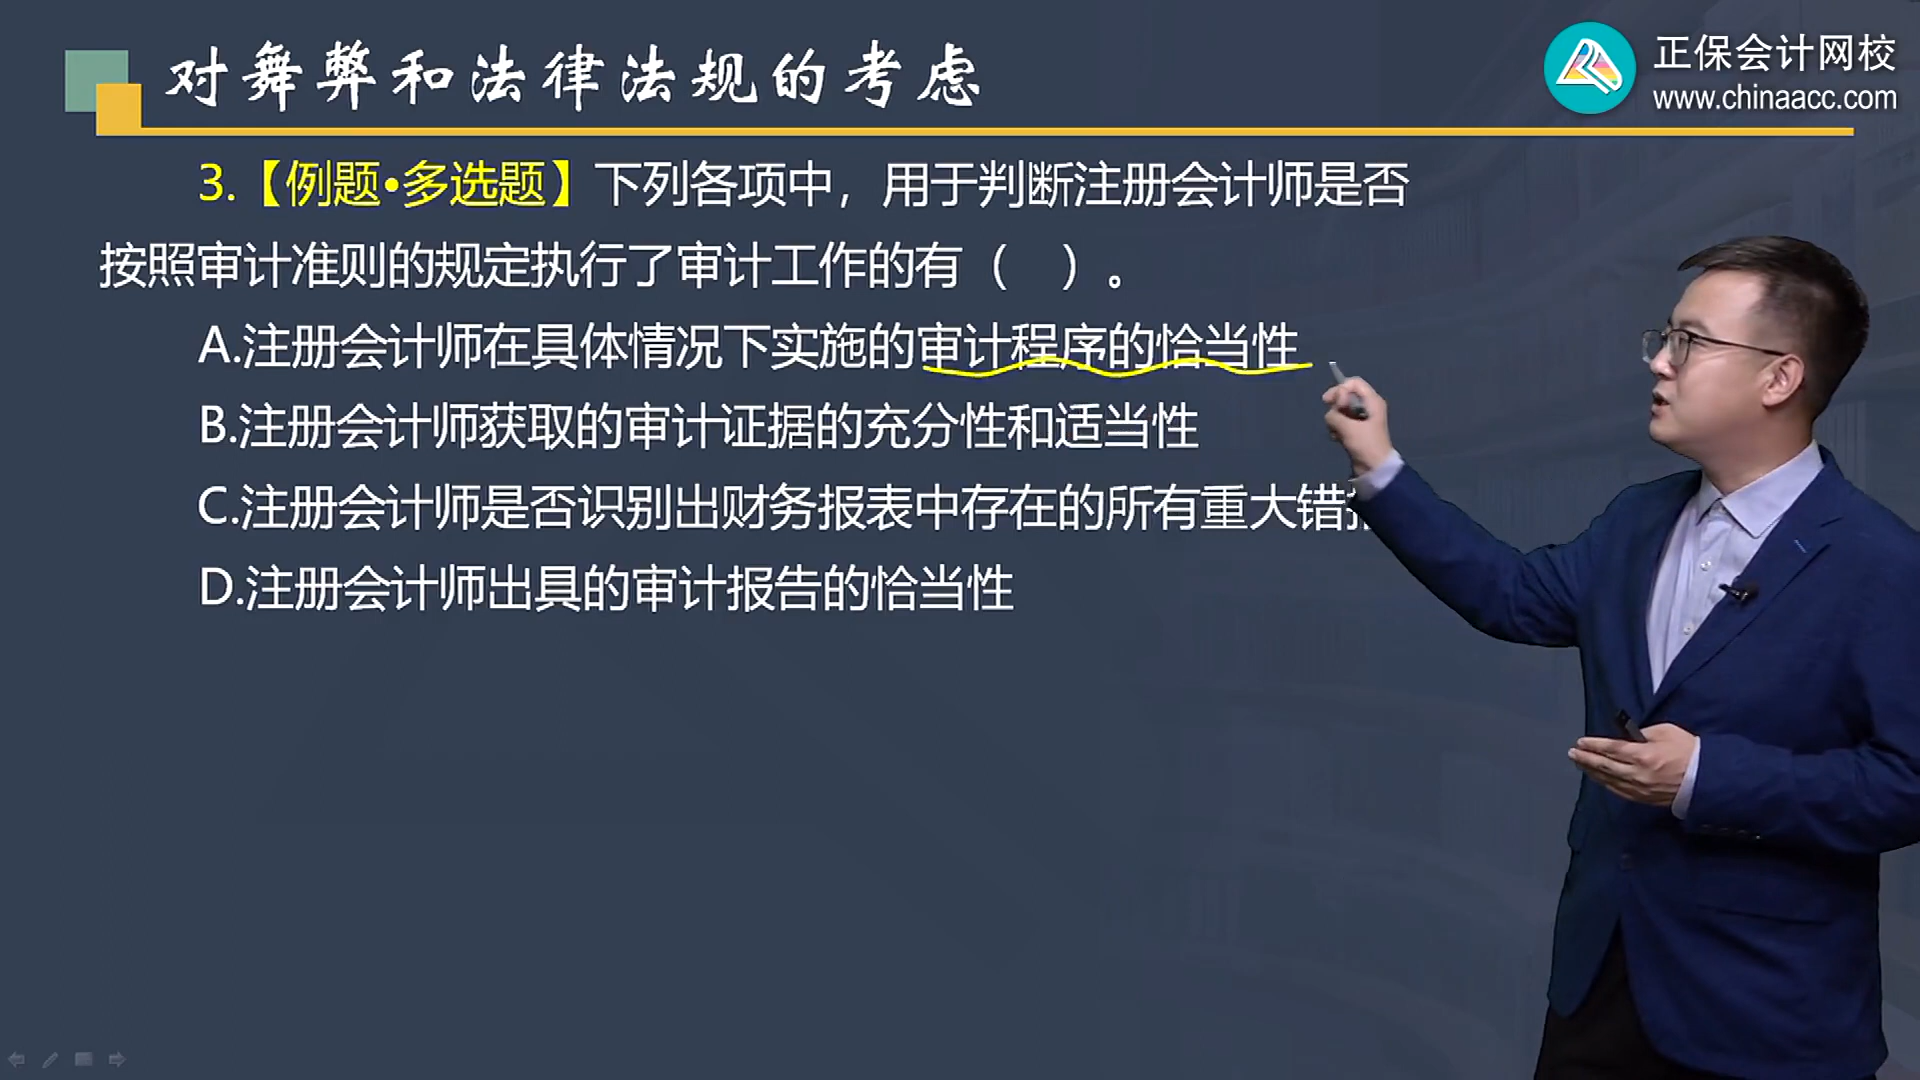 对舞弊和法律法规的考虑
正保会计网校
www.chinaacc.com
3.【例题•多选题】下列各项中，用于判断注册会计师是否
按照审计准则的规定执行了审计工作的有（　）。
A.注册会计师在具体情况下实施的审计程序的恰当性
B.注册会计师获取的审计证据的充分性和适当性
C.注册会计师是否识别出财务报表中存在的所有重大错
D.注册会计师出具的审计报告的恰当性